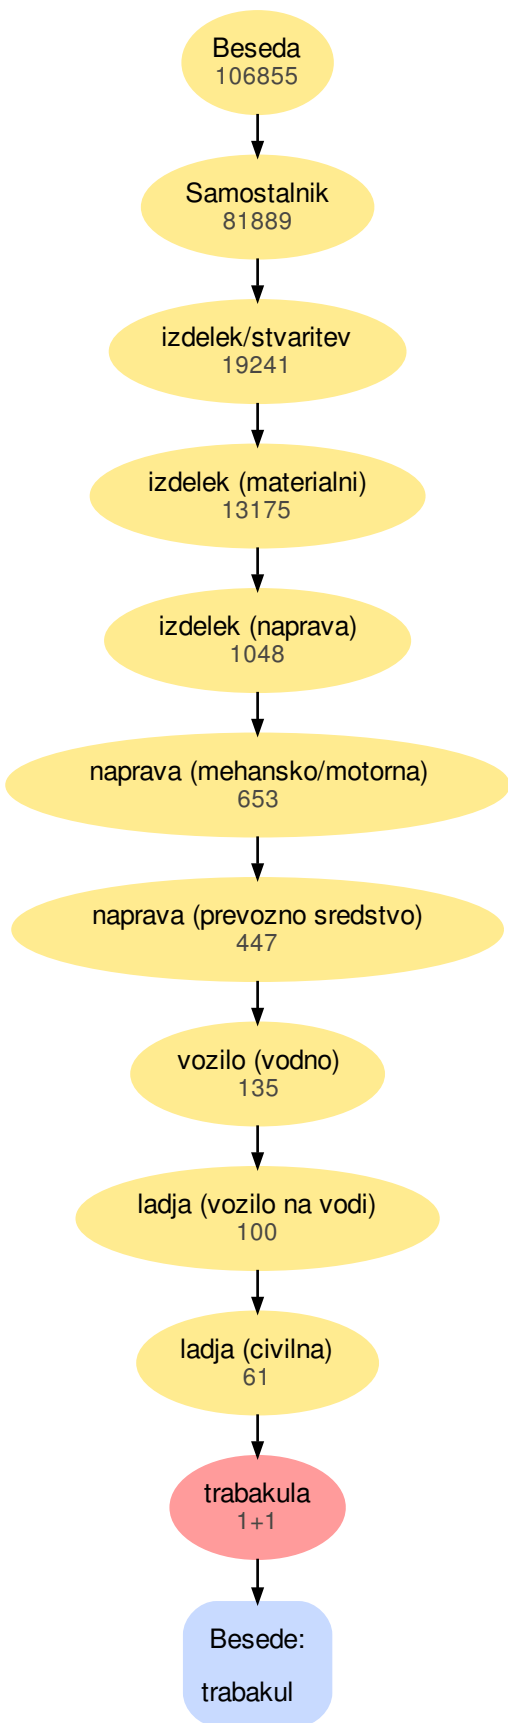 Beseda
106855
Samostalnik
81889
izdelek/stvaritev
19241
izdelek (materialni)
13175
izdelek (naprava)
1048
naprava (mehansko/motorna)
653
naprava (prevozno sredstvo)
447
vozilo (vodno)
135
ladja (vozilo na vodi)
100
ladja (civilna)
61
trabakula
1+1
Besede:
trabakul